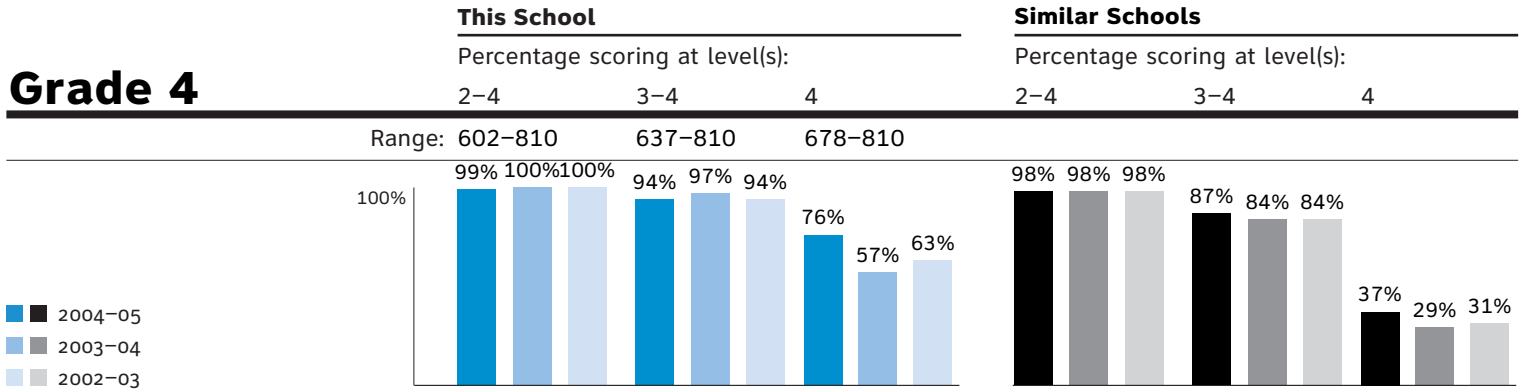 This School
Similar Schools
Percentage scoring at level(s):
Percentage scoring at level(s):
Grade 4
2–4 3–4 4
2–4 3–4 4
Range: 602–810 637–810 678–810
99% 100% 100% 94% 97% 94% 76% 57% 63%
98% 98% 98% 87% 84% 84% 37% 29% 31%
100%
2004–05
2003–04
2002–03